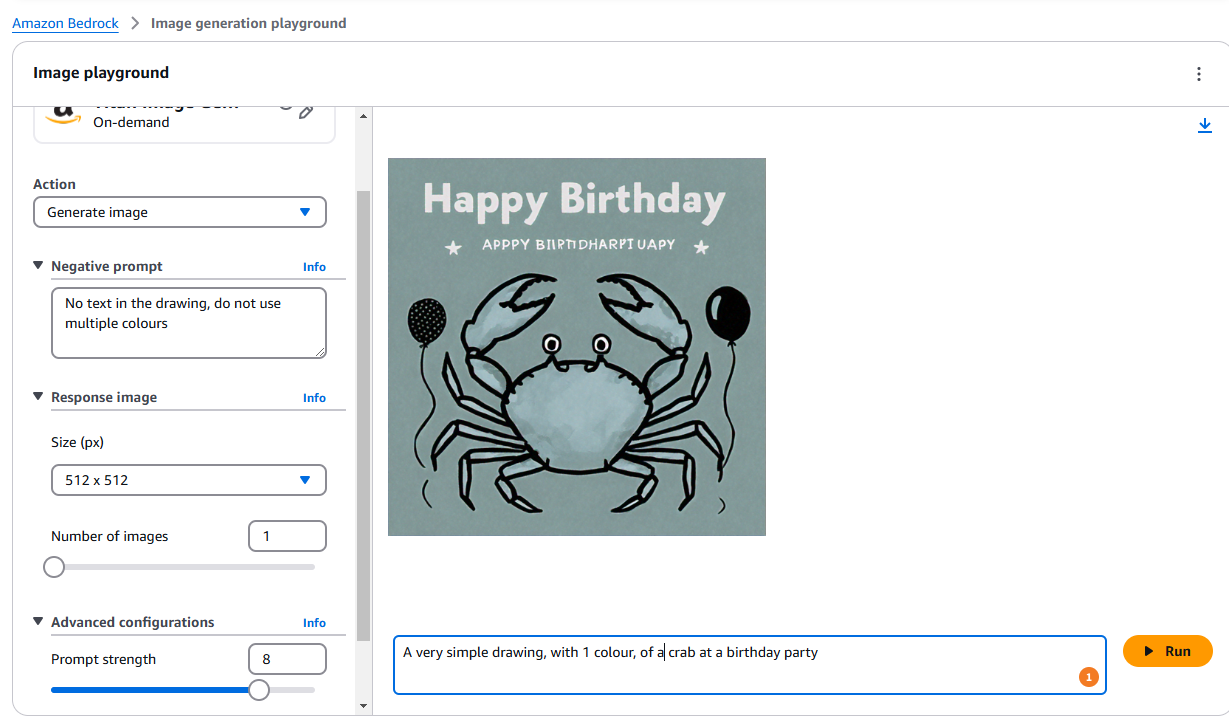 Amazon Bedrock > Image generation playground
Image playground
On-demand
Action
Generate image
Negative prompt Info
No text in the drawing, do not use
multiple colours
Response image Info
Size (px)
512 x 512
Number of images 1
Advanced configurations Info
Prompt strength 8
Happy Birthday
APPPY BIIRTIDHARPT UAPY
A very simple drawing, with 1 colour, of a crab at a birthday party
1
Run